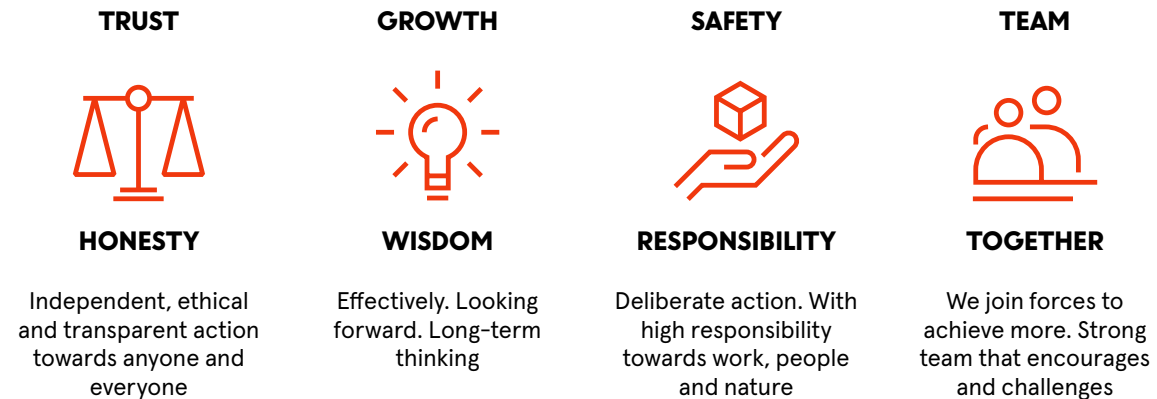 TRUST
HONESTY
Independent, ethical
and transparent action
towards anyone and
everyone
GROWTH
WISDOM
Effectively. Looking
forward. Long-term
thinking
SAFETY
RESPONSIBILITY
Deliberate action. With
high responsibility
towards work, people
and nature
TEAM
TOGETHER
We join forces to
achieve more. Strong
team that encourages
and challenges